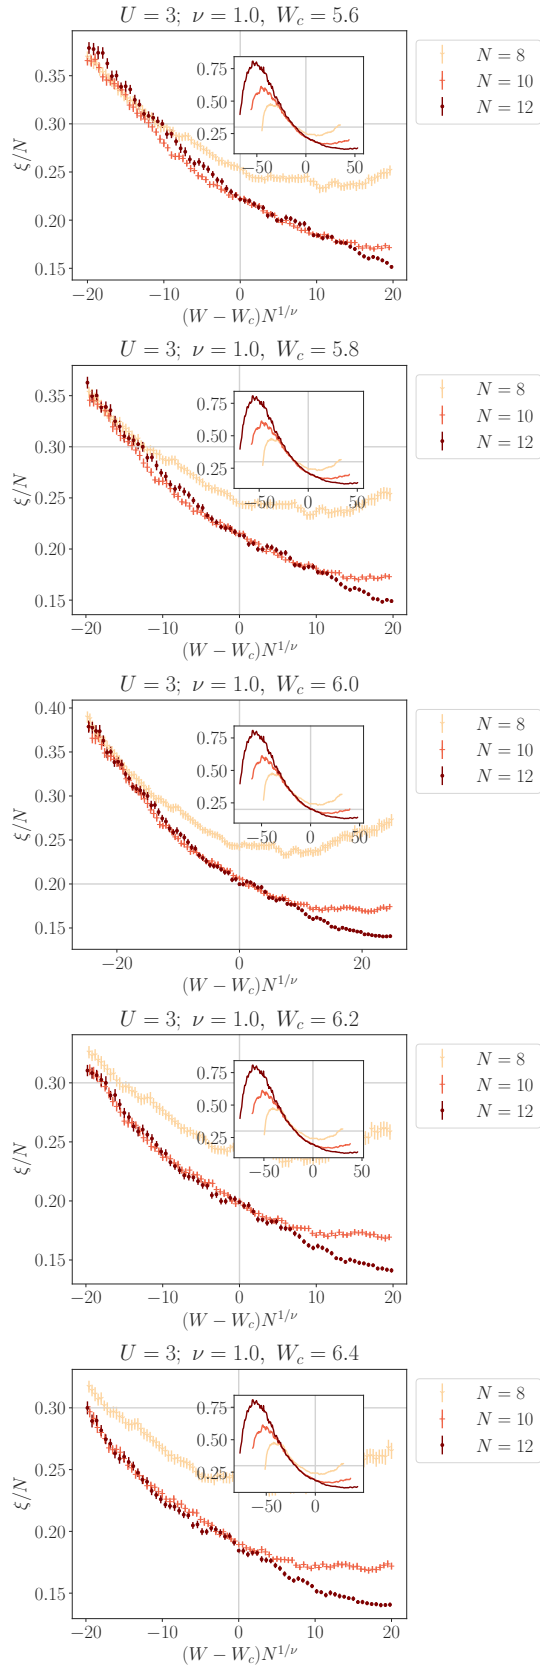 U = 3; ν = 1.0, W_c = 5.6
N = 8
N = 10
N = 12
0.35
0.30
0.25
0.20
0.15
ξ/N
0.75
0.50
0.25
−50 0 50
−20 −10 0 10 20
(W − W_c)N^{1/ν}
U = 3; ν = 1.0, W_c = 5.8
N = 8
N = 10
N = 12
0.35
0.30
0.25
0.20
0.15
ξ/N
0.75
0.50
0.25
−50 0 50
−20 −10 0 10 20
(W − W_c)N^{1/ν}
U = 3; ν = 1.0, W_c = 6.0
N = 8
N = 10
N = 12
0.40
0.35
0.30
0.25
0.20
0.15
ξ/N
0.75
0.50
0.25
−50 0 50
−20 0 20
(W − W_c)N^{1/ν}
U = 3; ν = 1.0, W_c = 6.2
N = 8
N = 10
N = 12
0.30
0.25
0.20
0.15
ξ/N
0.75
0.50
0.25
−50 0 50
−20 −10 0 10 20
(W − W_c)N^{1/ν}
U = 3; ν = 1.0, W_c = 6.4
N = 8
N = 10
N = 12
0.30
0.25
0.20
0.15
ξ/N
0.75
0.50
0.25
−50 0
−20 −10 0 10 20
(W − W_c)N^{1/ν}